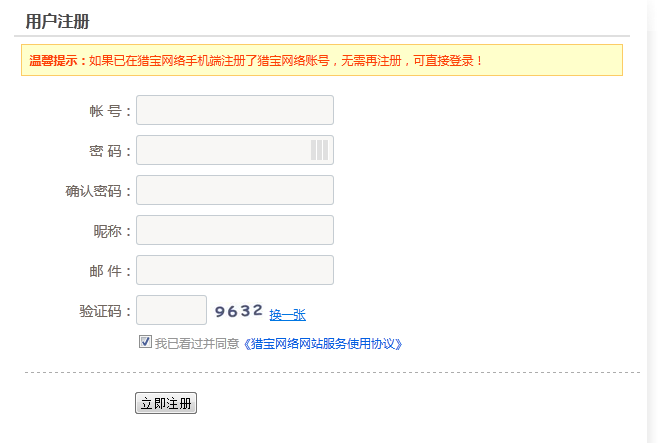 用户注册
温馨提示：如果已在猎宝网络手机端注册了猎宝网络账号，无需再注册，可直接登录！
帐 号：
密 码：
确认密码：
昵称：
邮 件：
验证码： 9632 换一张
我已看过并同意《猎宝网络网站服务使用协议》
立即注册